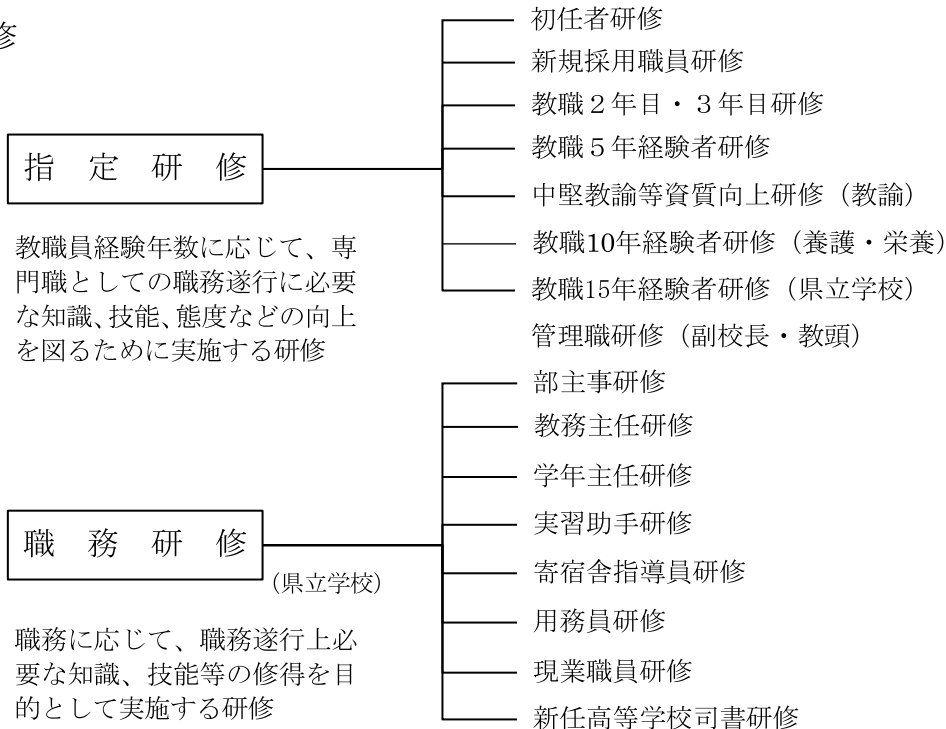 修
初任者研修
新規採用職員研修
教職２年目・３年目研修
教職５年経験者研修
中堅教諭等資質向上研修（教諭）
教職10年経験者研修（養護・栄養）
教職15年経験者研修（県立学校）
管理職研修（副校長・教頭）
指　定　研　修
教職員経験年数に応じて、専
門職としての職務遂行に必要
な知識、技能、態度などの向上
を図るために実施する研修
部主事研修
教務主任研修
学年主任研修
実習助手研修
寄宿舎指導員研修
用務員研修
現業職員研修
新任高等学校司書研修
職　務　研　修
（県立学校）
職務に応じて、職務遂行上必
要な知識、技能等の修得を目
的として実施する研修